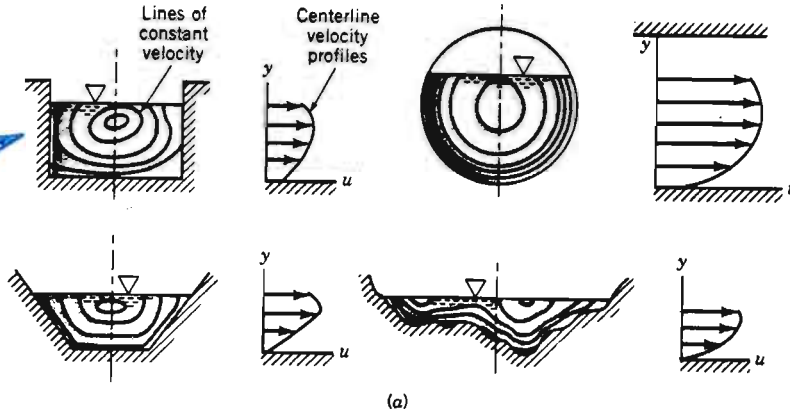 Lines of
constant
velocity
Centerline
velocity
profiles
y
u
y
u
y
u
y
u
(a)